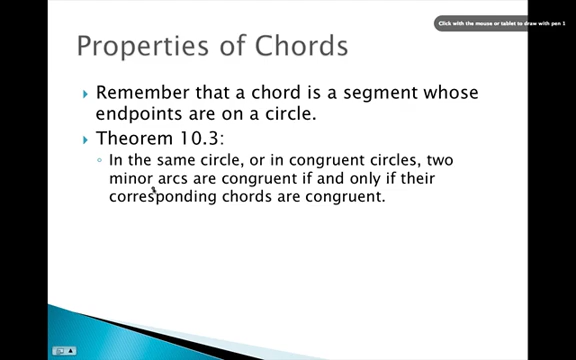 Click with the mouse or tablet to draw with pen 1
Properties of Chords
Remember that a chord is a segment whose
endpoints are on a circle.
Theorem 10.3:
In the same circle, or in congruent circles, two
minor arcs are congruent if and only if their
corresponding chords are congruent.